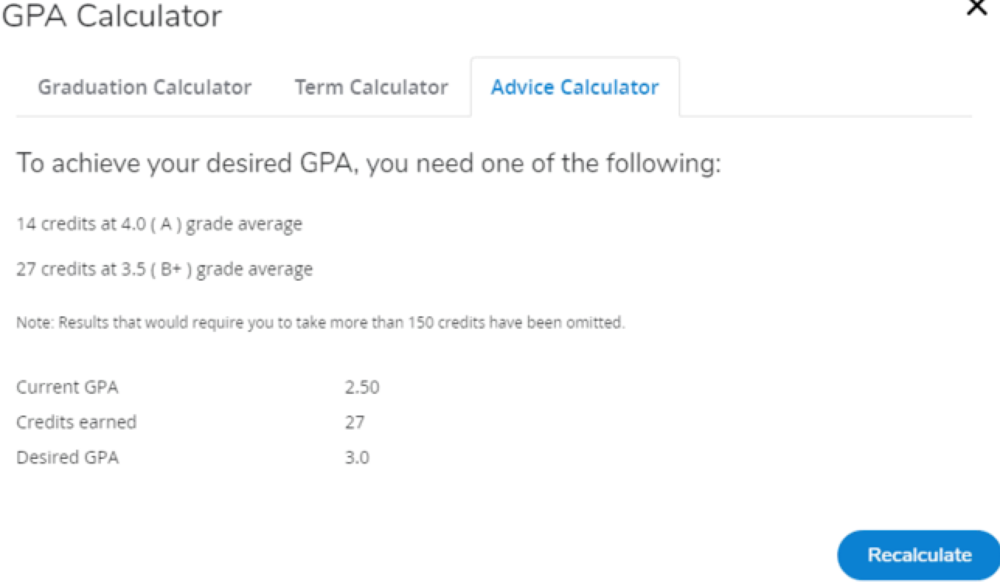 GPA Calculator
Graduation Calculator Term Calculator Advice Calculator
To achieve your desired GPA, you need one of the following:
14 credits at 4.0 ( A ) grade average
27 credits at 3.5 ( B+ ) grade average
Note: Results that would require you to take more than 150 credits have been omitted.
Current GPA 2.50
Credits earned 27
Desired GPA 3.0
Recalculate